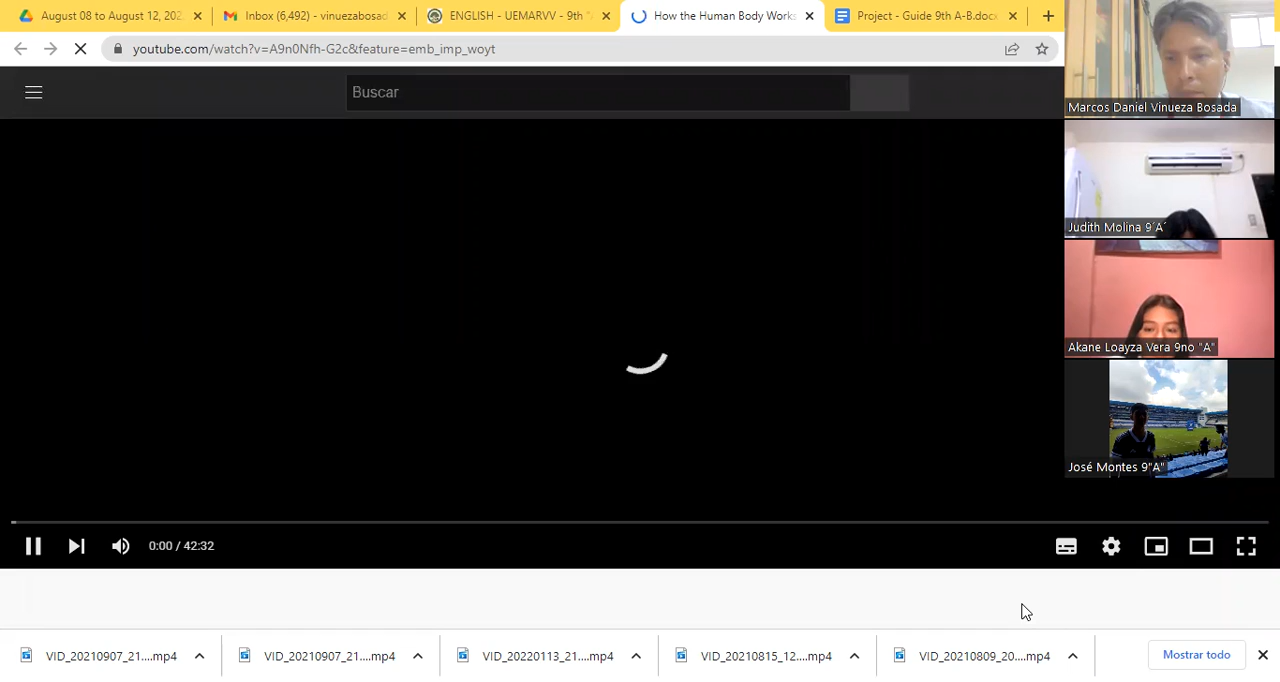 August 08 to August 12, 202
Inbox (6,492) - vinuezabosad
ENGLISH - UEMARVV - 9th "A
How the Human Body Works
Project - Guide 9th A-B.docx
youtube.com/watch?v=A9n0Nfh-G2c&feature=emb_imp_woyt
Buscar
Marcos Daniel Vinueza Bosada
Judith Molina 9´A´
Akane Loayza Vera 9no "A"
José Montes 9"A"
0:00 / 42:32
VID_20210907_21....mp4
VID_20210907_21....mp4
VID_20220113_21....mp4
VID_20210815_12....mp4
VID_20210809_20....mp4
Mostrar todo